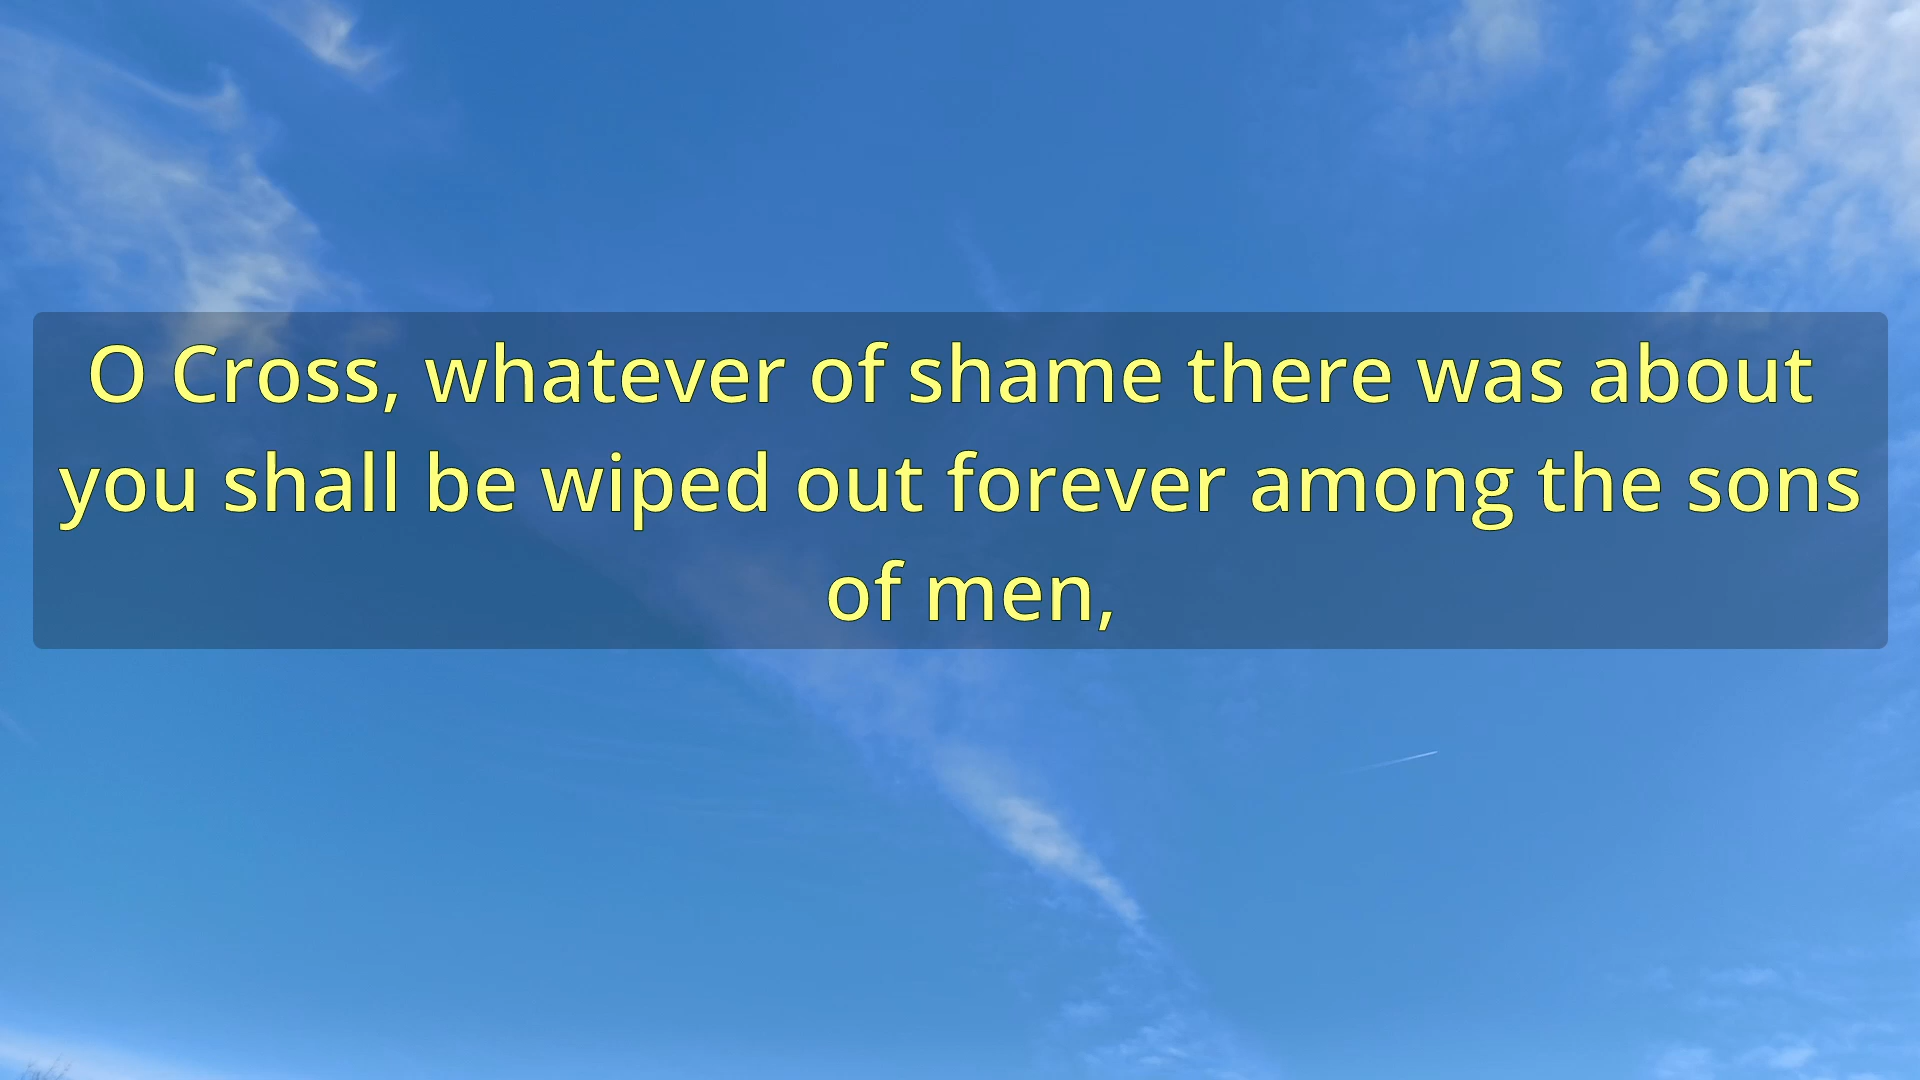 O Cross, whatever of shame there was about
you shall be wiped out forever among the sons
of men,